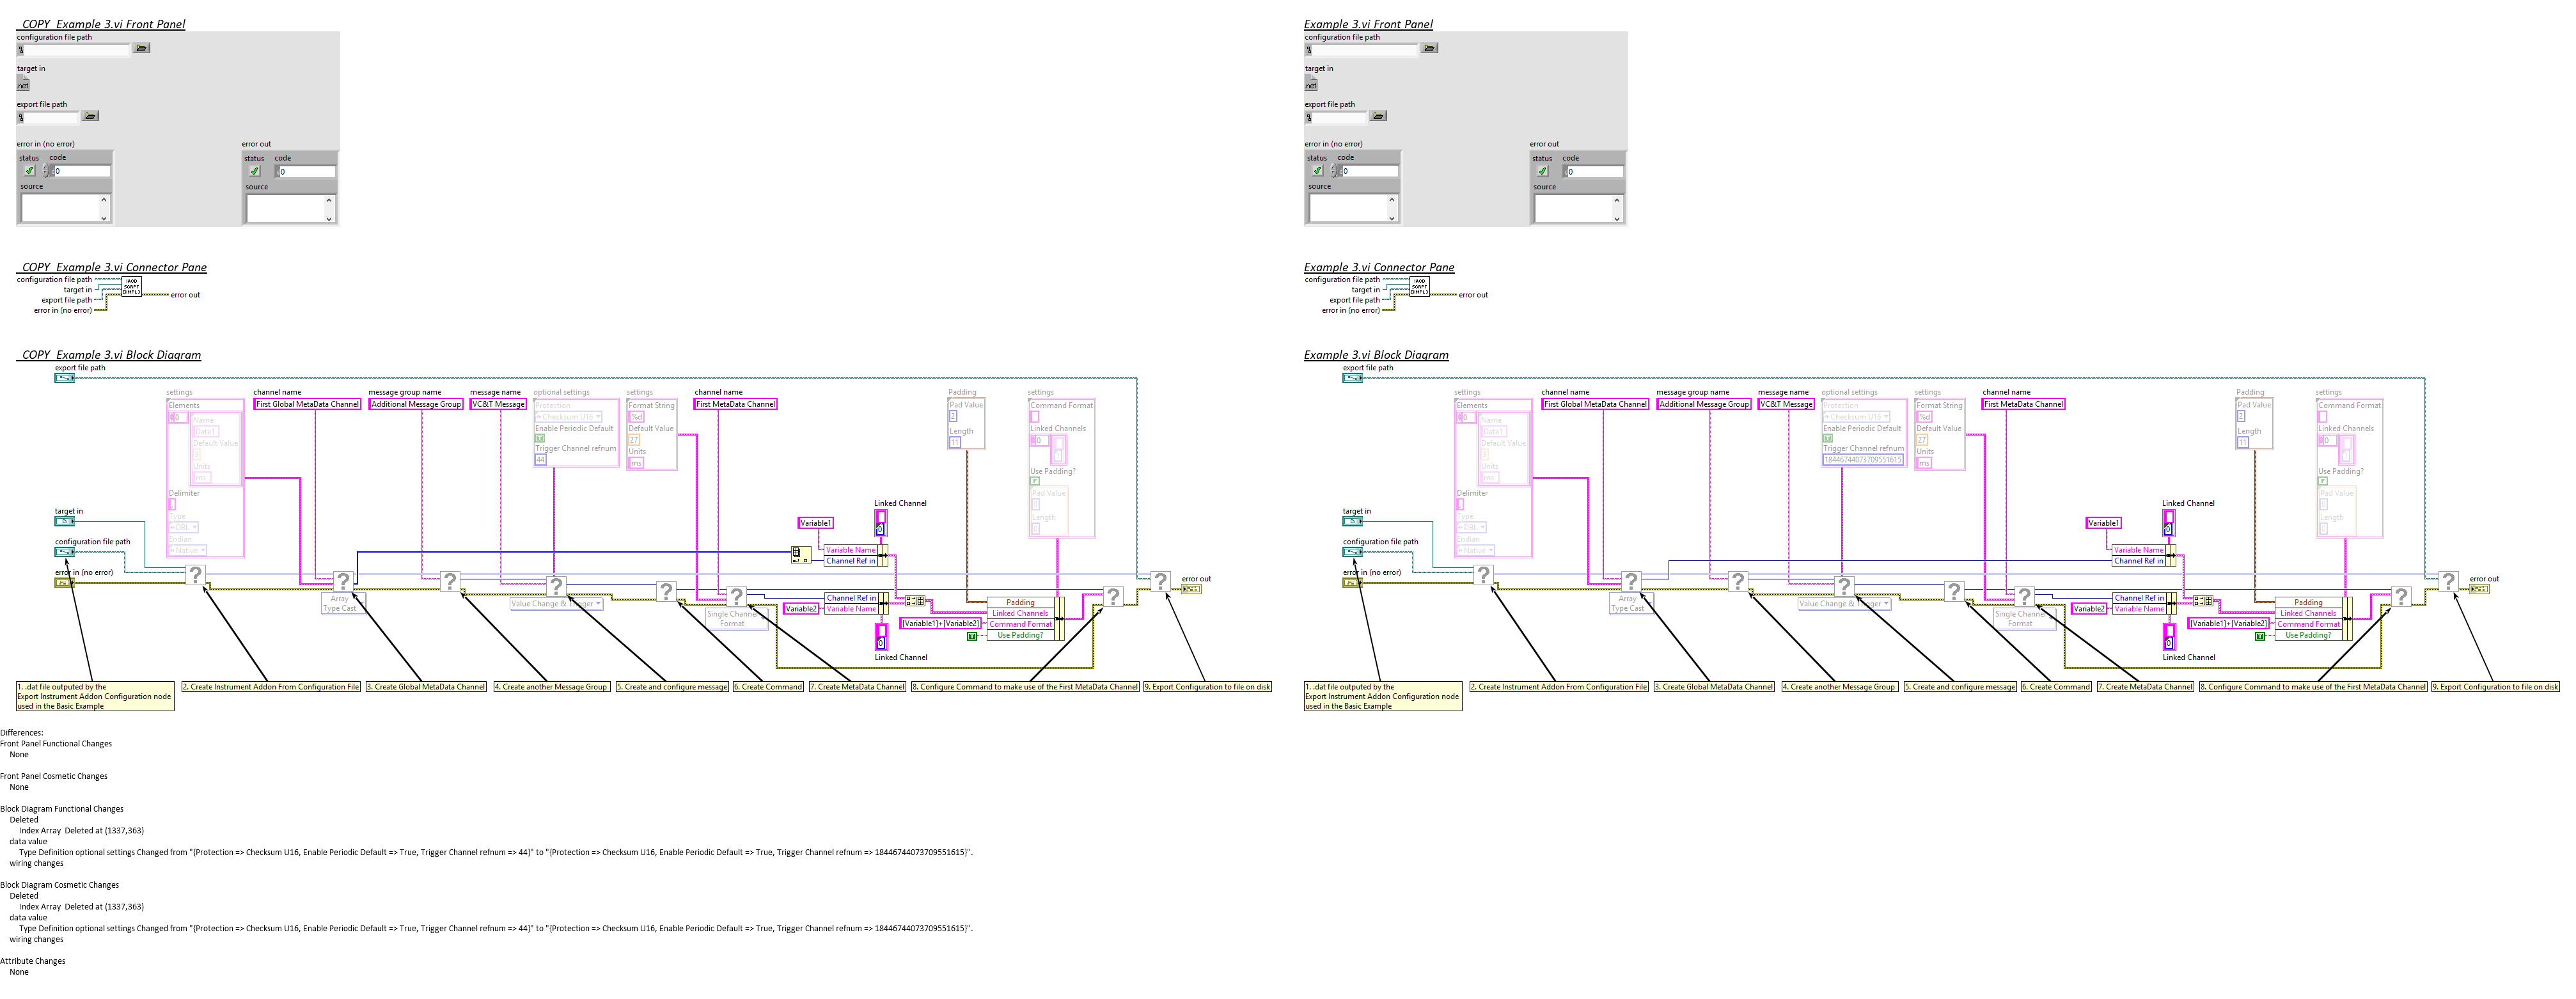 _COPY_Example 3.vi Front Panel
configuration file path
target in
.NET
export file path
error in (no error)
status
code
0
source
error out
status
code
0
source
_COPY_Example 3.vi Connector Pane
configuration file path
target in
export file path
error in (no error)
IACO
SCRPT
error out
_COPY_Example 3.vi Block Diagram
export file path
settings
Elements
0
Name
Data1
Default Value
Units
ms
Delimiter
Type
DBL
Endian
Native
channel name
First Global MetaData Channel
message group name
Additional Message Group
message name
VC&T Message
optional settings
Protection
Checksum U16
Enable Periodic Default
Trigger Channel refnum
44
settings
Format String
%d
Default Value
27
Units
ms
channel name
First MetaData Channel
Padding
Pad Value
2
Length
11
settings
Command Format
Linked Channels
0
Use Padding?
F
Pad Value
Length
target in
configuration file path
error in (no error)
Linked Channel
0
Variable1
Variable Name
Channel Ref in
?
?
?
?
?
?
?
?
Array
Type Cast
Value Change & Trigger
Single Channel
Format
Channel Ref in
Variable2
Variable Name
0
Linked Channel
[Variable1]+[Variable2]
Padding
Linked Channels
Command Format
Use Padding?
error out
1. .dat file outputed by the
Export Instrument Addon Configuration node
used in the Basic Example
2. Create Instrument Addon From Configuration File
3. Create Global MetaData Channel
4. Create another Message Group
5. Create and configure message
6. Create Command
7. Create MetaData Channel
8. Configure Command to make use of the First MetaData Channel
9. Export Configuration to file on disk
Example 3.vi Front Panel
configuration file path
target in
.NET
export file path
error in (no error)
status
code
0
source
error out
status
code
0
source
Example 3.vi Connector Pane
configuration file path
target in
export file path
error in (no error)
IACO
SCRPT
error out
Example 3.vi Block Diagram
export file path
settings
Elements
0
Name
Data1
Default Value
Units
ms
Delimiter
Type
DBL
Endian
Native
channel name
First Global MetaData Channel
message group name
Additional Message Group
message name
VC&T Message
optional settings
Protection
Checksum U16
Enable Periodic Default
Trigger Channel refnum
18446744073709551615
settings
Format String
%d
Default Value
27
Units
ms
channel name
First MetaData Channel
Padding
Pad Value
2
Length
11
settings
Command Format
Linked Channels
0
Use Padding?
F
Pad Value
Length
target in
configuration file path
error in (no error)
Linked Channel
0
Variable1
Variable Name
Channel Ref in
?
?
?
?
?
?
?
?
Array
Type Cast
Value Change & Trigger
Single Channel
Format
Channel Ref in
Variable2
Variable Name
0
Linked Channel
[Variable1]+[Variable2]
Padding
Linked Channels
Command Format
Use Padding?
error out
1. .dat file outputed by the
Export Instrument Addon Configuration node
used in the Basic Example
2. Create Instrument Addon From Configuration File
3. Create Global MetaData Channel
4. Create another Message Group
5. Create and configure message
6. Create Command
7. Create MetaData Channel
8. Configure Command to make use of the First MetaData Channel
9. Export Configuration to file on disk
Differences:
Front Panel Functional Changes
None
Front Panel Cosmetic Changes
None
Block Diagram Functional Changes
Deleted
Index Array  Deleted at (1337,363)
data value
Type Definition optional settings Changed from "{Protection => Checksum U16, Enable Periodic Default => True, Trigger Channel refnum => 44}" to "{Protection => Checksum U16, Enable Periodic Default => True, Trigger Channel refnum => 18446744073709551615}".
wiring changes
Block Diagram Cosmetic Changes
Deleted
Index Array  Deleted at (1337,363)
data value
Type Definition optional settings Changed from "{Protection => Checksum U16, Enable Periodic Default => True, Trigger Channel refnum => 44}" to "{Protection => Checksum U16, Enable Periodic Default => True, Trigger Channel refnum => 18446744073709551615}".
wiring changes
Attribute Changes
None